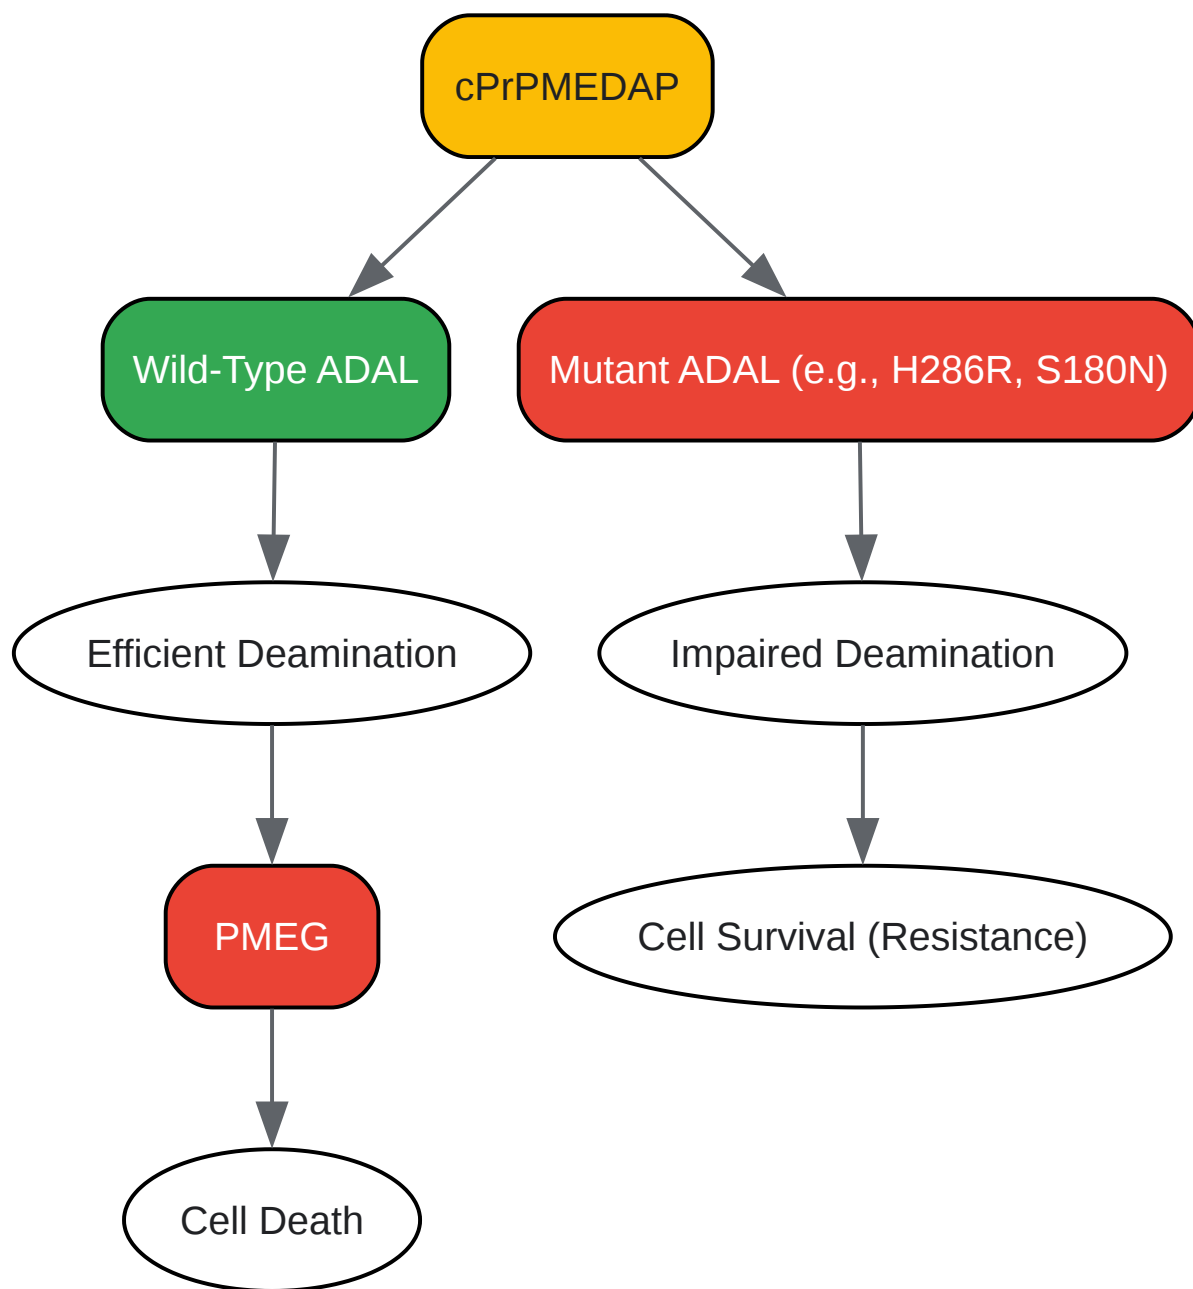 cPrPMEDAP
Wild-Type ADAL
Mutant ADAL (e.g., H286R, S180N)
Efficient Deamination
Impaired Deamination
PMEG
Cell Survival (Resistance)
Cell Death